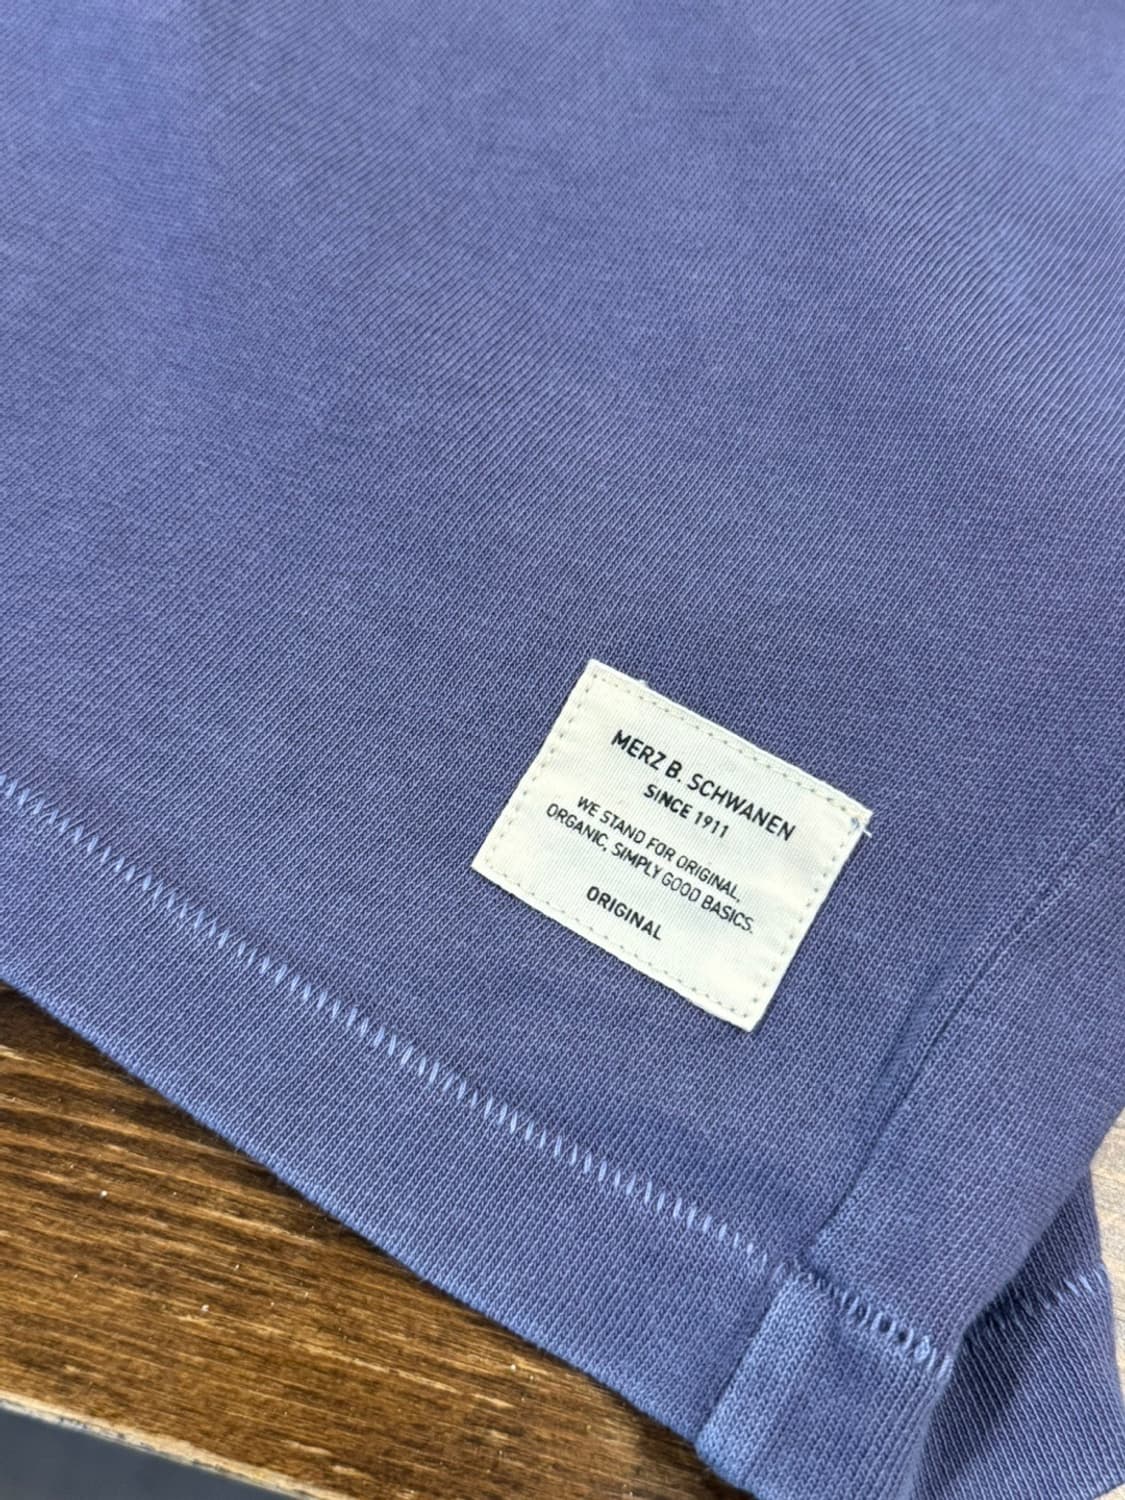 MERZ B. SCHWANEN
SINCE 1911
WE STAND FOR ORIGINAL,
ORGANIC, SIMPLY GOOD BASICS.
ORIGINAL